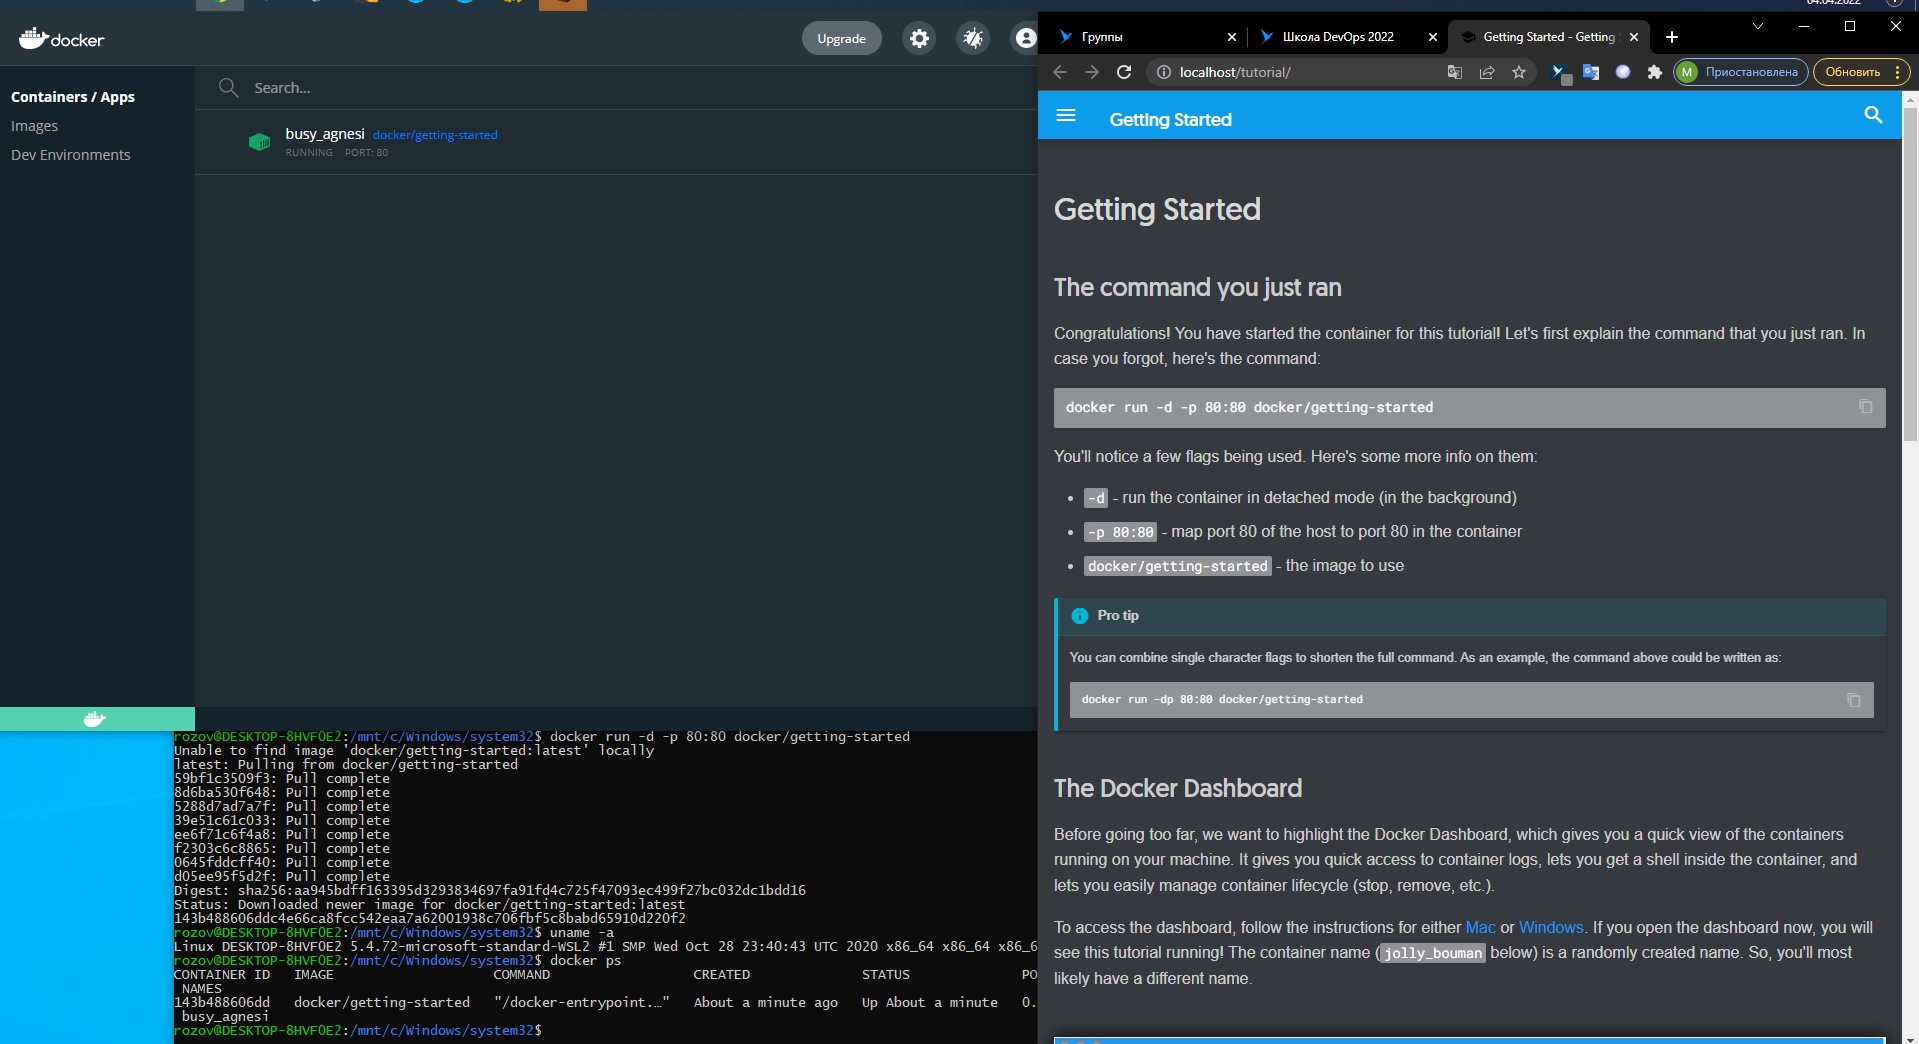 04.04.2022
docker
Upgrade
Containers / Apps
Images
Dev Environments
Search...
busy_agnesi docker/getting-started
RUNNING PORT: 80
rozov@DESKTOP-8HVFOE2:/mnt/c/Windows/system32$ docker run -d -p 80:80 docker/getting-started
Unable to find image 'docker/getting-started:latest' locally
latest: Pulling from docker/getting-started
59bf1c3509f3: Pull complete
8d6ba530f648: Pull complete
5288d7ad7a7f: Pull complete
39e51c61c033: Pull complete
ee6f71c6f4a8: Pull complete
f2303c6c8865: Pull complete
0645fddcff40: Pull complete
d05ee95f5d2f: Pull complete
Digest: sha256:aa945bdff163395d3293834697fa91fd4c725f47093ec499f27bc032dc1bdd16
Status: Downloaded newer image for docker/getting-started:latest
143b488606ddc4e66ca8fcc542eaa7a62001938c706fbf5c8babd65910d220f2
rozov@DESKTOP-8HVFOE2:/mnt/c/Windows/system32$ uname -a
Linux DESKTOP-8HVFOE2 5.4.72-microsoft-standard-WSL2 #1 SMP Wed Oct 28 23:40:43 UTC 2020 x86_64 x86_64 x86_6
rozov@DESKTOP-8HVFOE2:/mnt/c/Windows/system32$ docker ps
CONTAINER ID IMAGE COMMAND CREATED STATUS PO
NAMES
143b488606dd docker/getting-started "/docker-entrypoint.…" About a minute ago Up About a minute 0.
busy_agnesi
rozov@DESKTOP-8HVFOE2:/mnt/c/Windows/system32$
Группы Школа DevOps 2022 Getting Started - Getting
localhost/tutorial/ М Приостановлена Обновить
Getting Started
Getting Started
The command you just ran
Congratulations! You have started the container for this tutorial! Let's first explain the command that you just ran. In
case you forgot, here's the command:
docker run -d -p 80:80 docker/getting-started
You'll notice a few flags being used. Here's some more info on them:
-d - run the container in detached mode (in the background)
-p 80:80 - map port 80 of the host to port 80 in the container
docker/getting-started - the image to use
Pro tip
You can combine single character flags to shorten the full command. As an example, the command above could be written as:
docker run -dp 80:80 docker/getting-started
The Docker Dashboard
Before going too far, we want to highlight the Docker Dashboard, which gives you a quick view of the containers
running on your machine. It gives you quick access to container logs, lets you get a shell inside the container, and
lets you easily manage container lifecycle (stop, remove, etc.).
To access the dashboard, follow the instructions for either Mac or Windows. If you open the dashboard now, you will
see this tutorial running! The container name (jolly_bouman below) is a randomly created name. So, you'll most
likely have a different name.